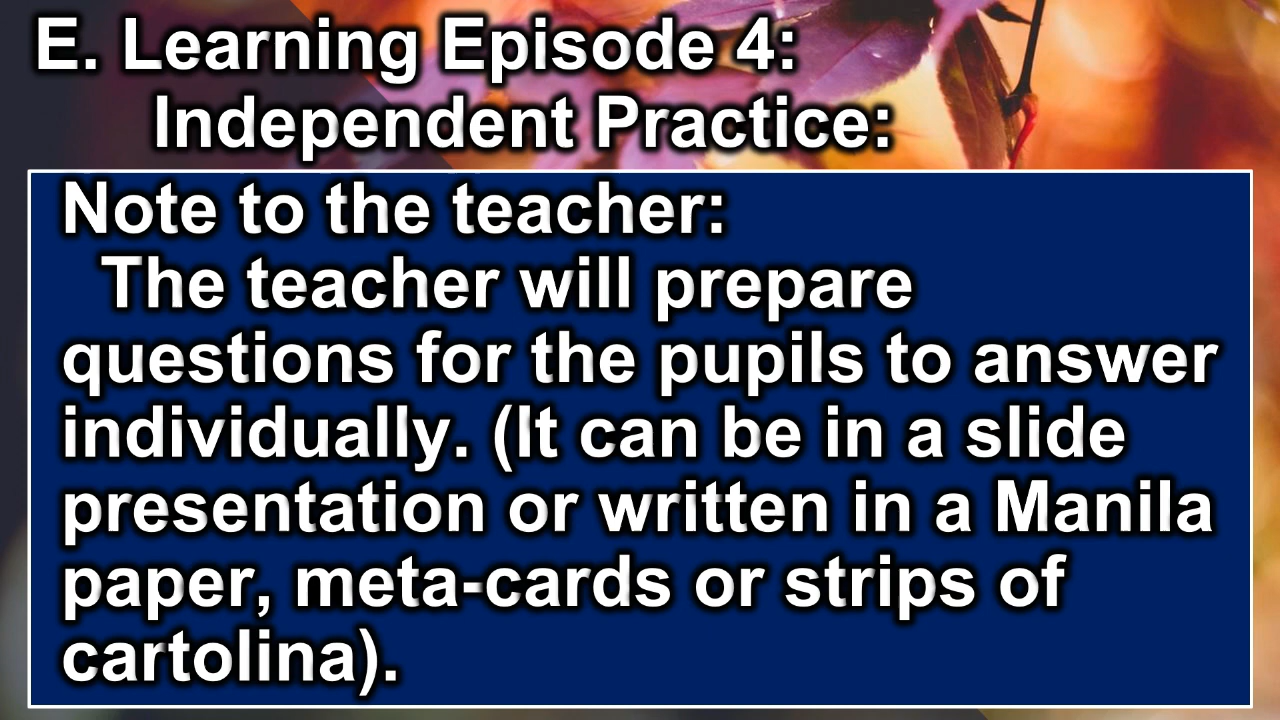 E. Learning Episode 4:
Independent Practice:
Note to the teacher:
The teacher will prepare
questions for the pupils to answer
individually. (It can be in a slide
presentation or written in a Manila
paper, meta-cards or strips of
cartolina).